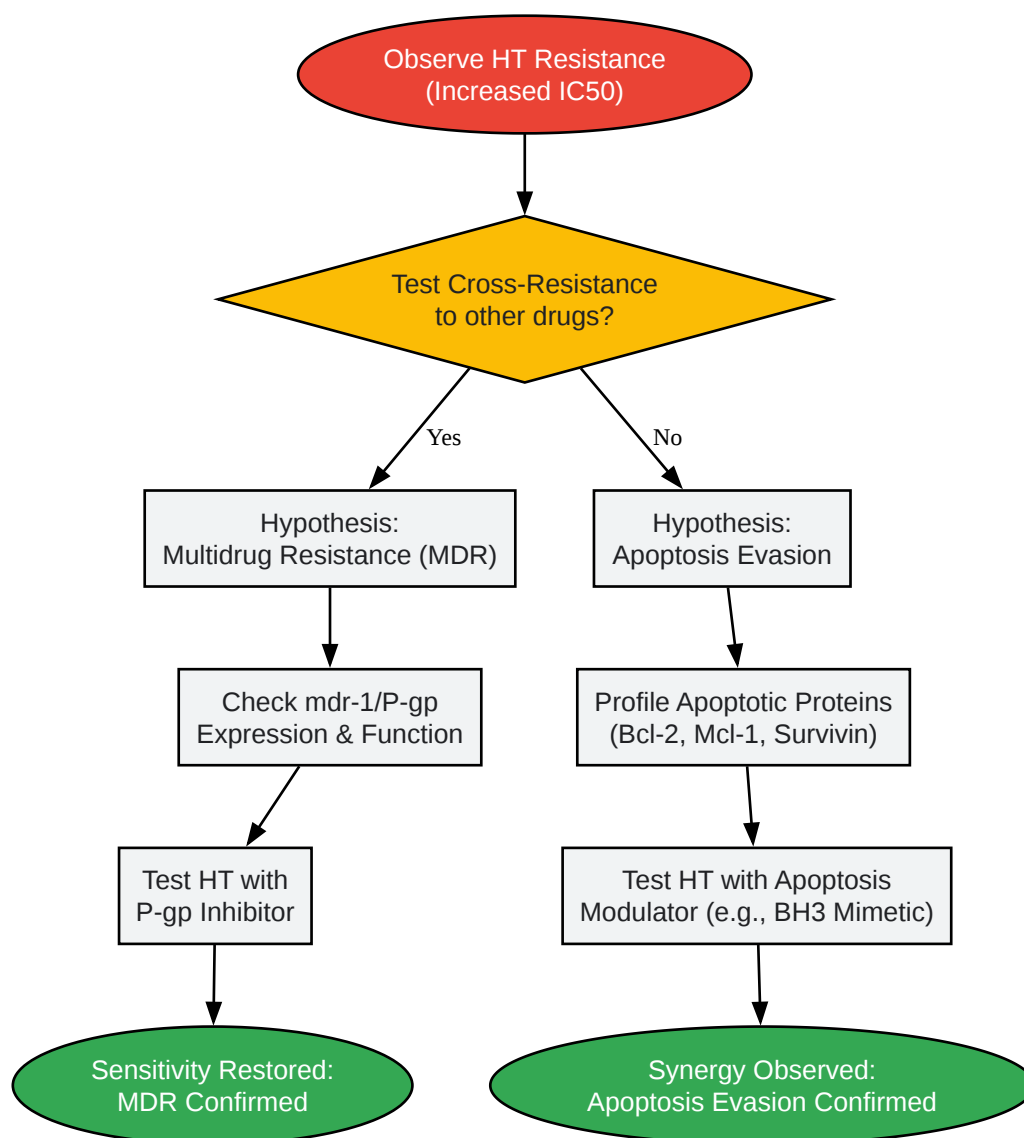 Observe HT Resistance
(Increased IC50)
Test Cross-Resistance
to other drugs?
Yes
No
Hypothesis:
Multidrug Resistance (MDR)
Hypothesis:
Apoptosis Evasion
Check mdr-1/P-gp
Expression & Function
Profile Apoptotic Proteins
(Bcl-2, Mcl-1, Survivin)
Test HT with
P-gp Inhibitor
Test HT with Apoptosis
Modulator (e.g., BH3 Mimetic)
Sensitivity Restored:
MDR Confirmed
Synergy Observed:
Apoptosis Evasion Confirmed